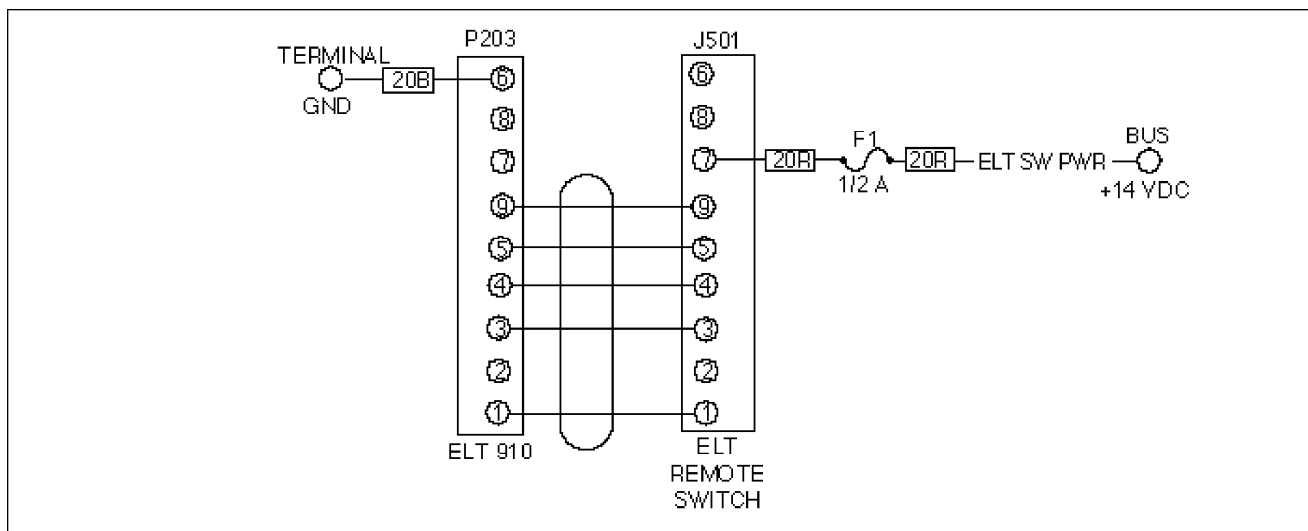 P203
J501
TERMINAL
20B
GND
6
8
7
9
5
4
3
2
1
ELT 910
6
8
7
9
5
4
3
2
1
ELT
REMOTE
SWITCH
20R
F1
1/2 A
20R
ELT SW PWR
BUS
+14 VDC